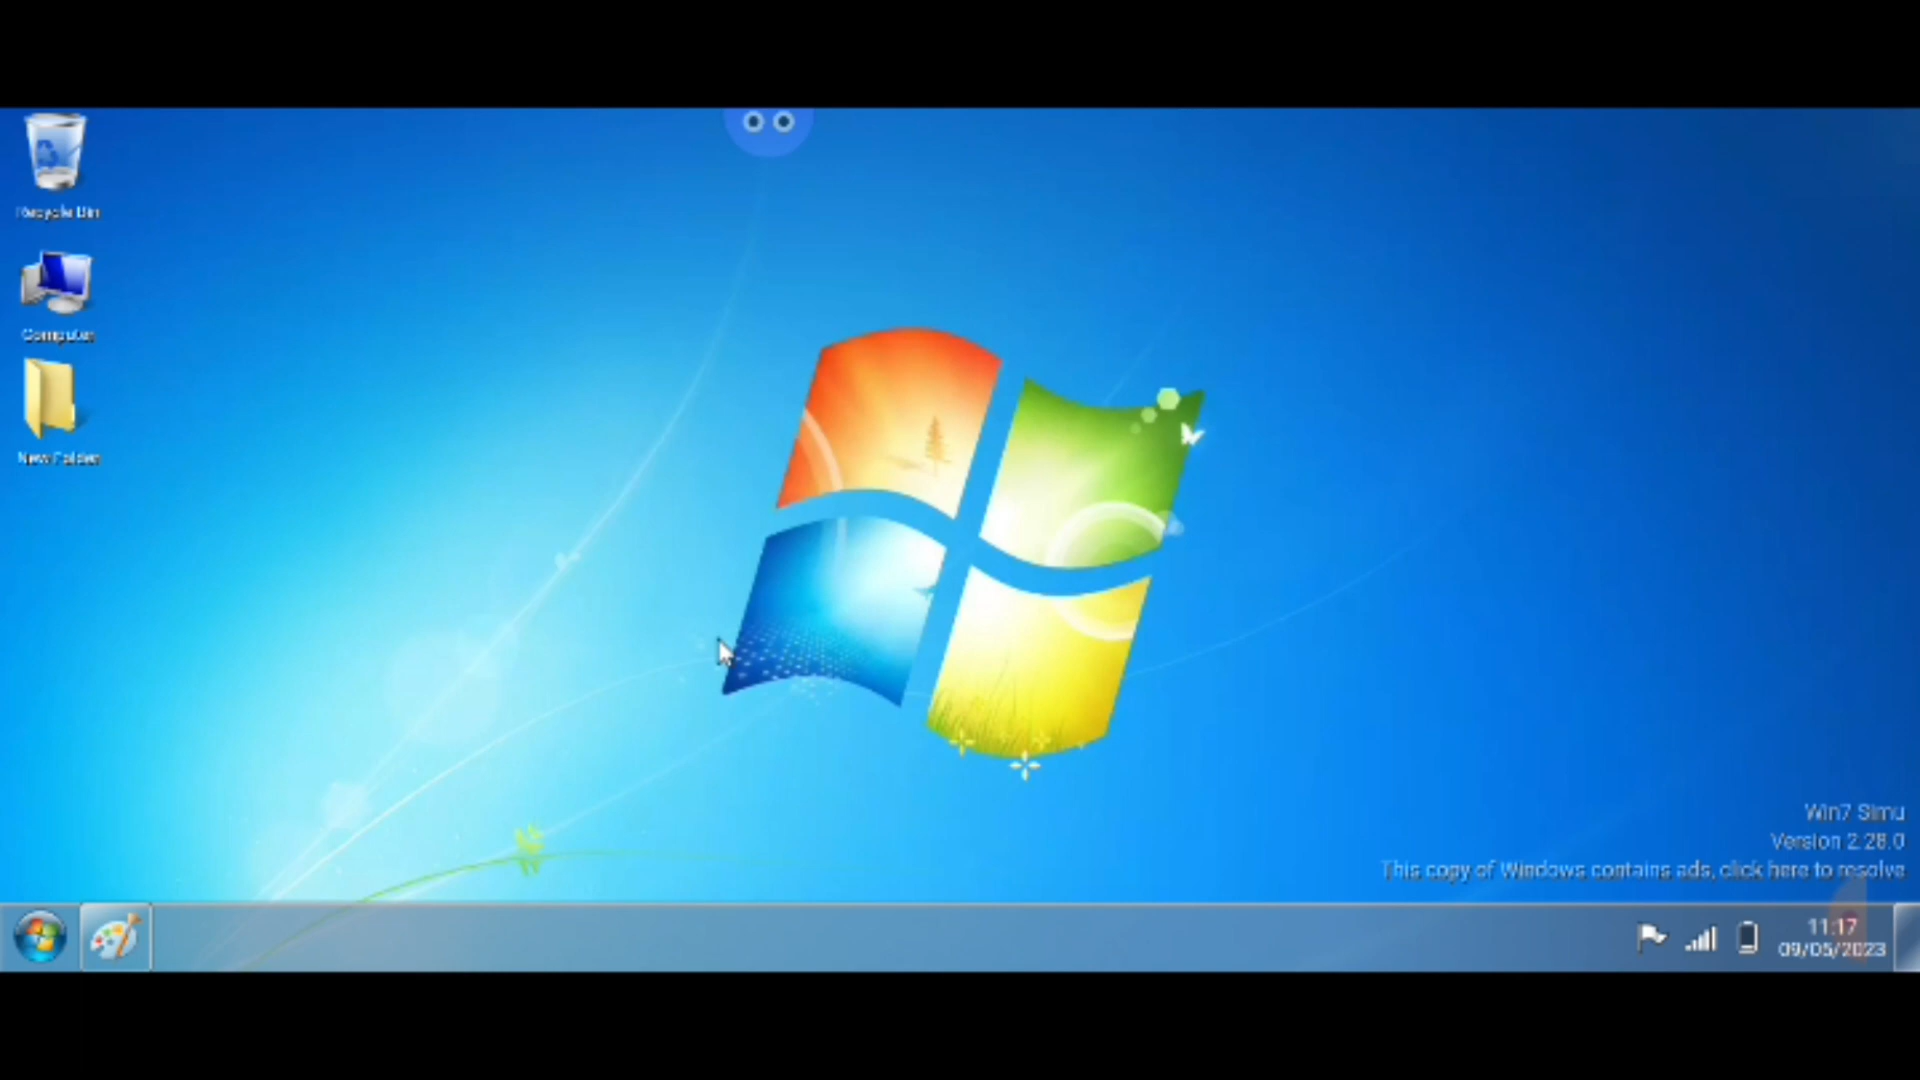 Recycle Bin
Computer
New Folder
Win7 Simu
Version 2.28.0
This copy of Windows contains ads, click here to resolve
11:17
09/05/2023